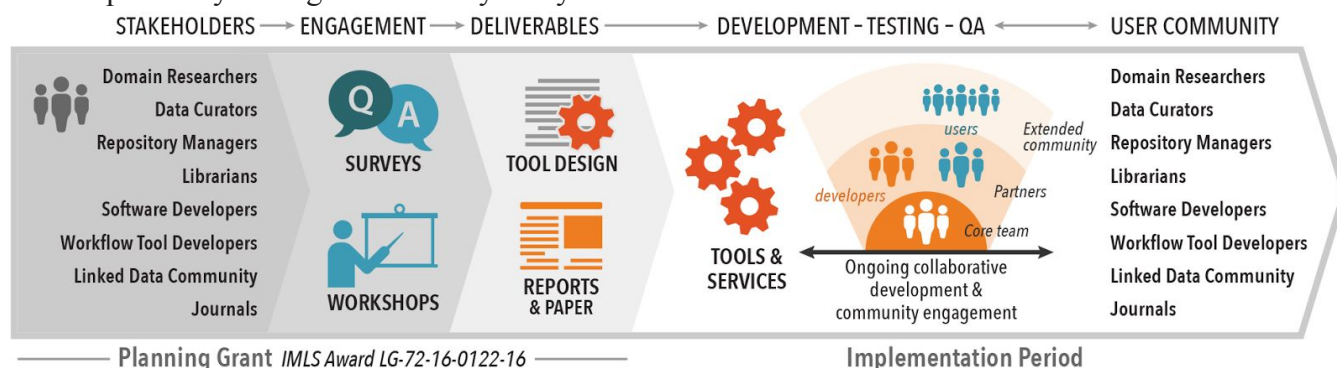 STAKEHOLDERS
ENGAGEMENT
DELIVERABLES
DEVELOPMENT – TESTING – QA
USER COMMUNITY
Domain Researchers
Data Curators
Repository Managers
Librarians
Software Developers
Workflow Tool Developers
Linked Data Community
Journals
Q
A
SURVEYS
WORKSHOPS
TOOL DESIGN
REPORTS
& PAPER
TOOLS &
SERVICES
users
Extended
community
developers
Partners
Core team
Ongoing collaborative
development &
community engagement
Domain Researchers
Data Curators
Repository Managers
Librarians
Software Developers
Workflow Tool Developers
Linked Data Community
Journals
Planning Grant IMLS Award LG-72-16-0122-16
Implementation Period